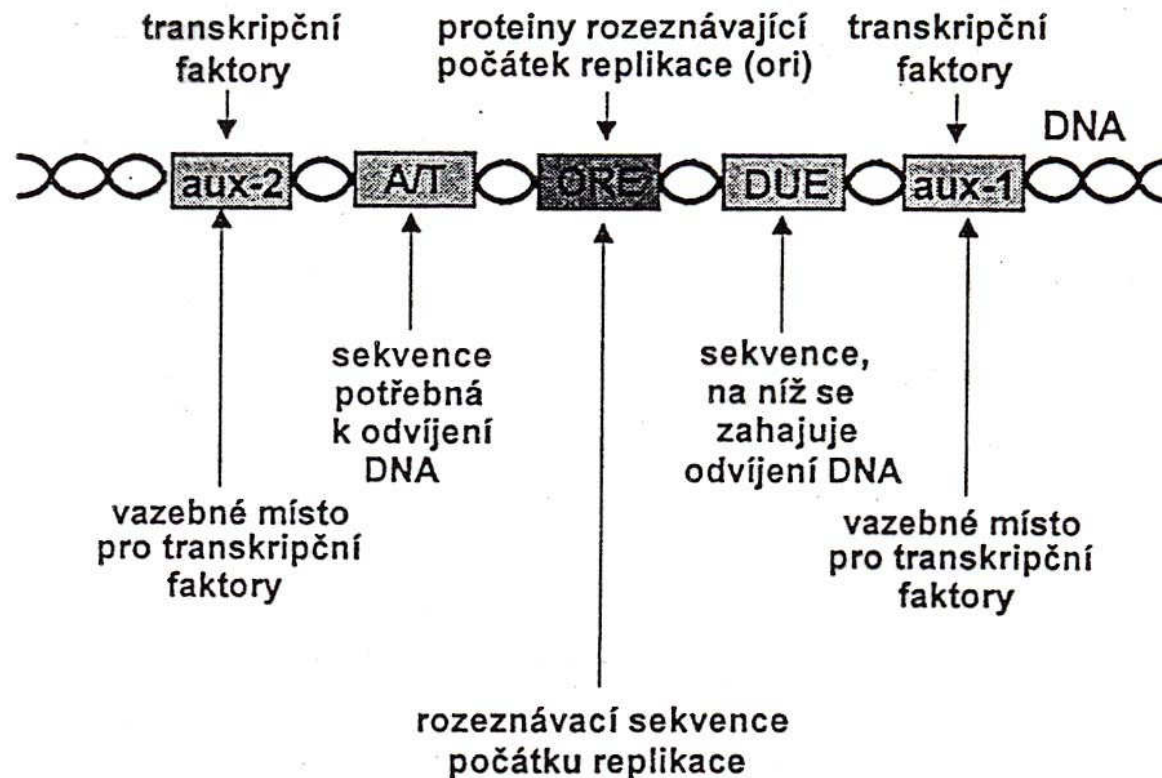 transkripční
faktory
proteiny rozeznávající
počátek replikace (ori)
transkripční
faktory
DNA
aux-2
A/T
ORE
DUE
aux-1
sekvence
potřebná
k odvíjení
DNA
sekvence,
na níž se
zahajuje
odvíjení DNA
vazebné místo
pro transkripční
faktory
vazebné místo
pro transkripční
faktory
rozeznávací sekvence
počátku replikace